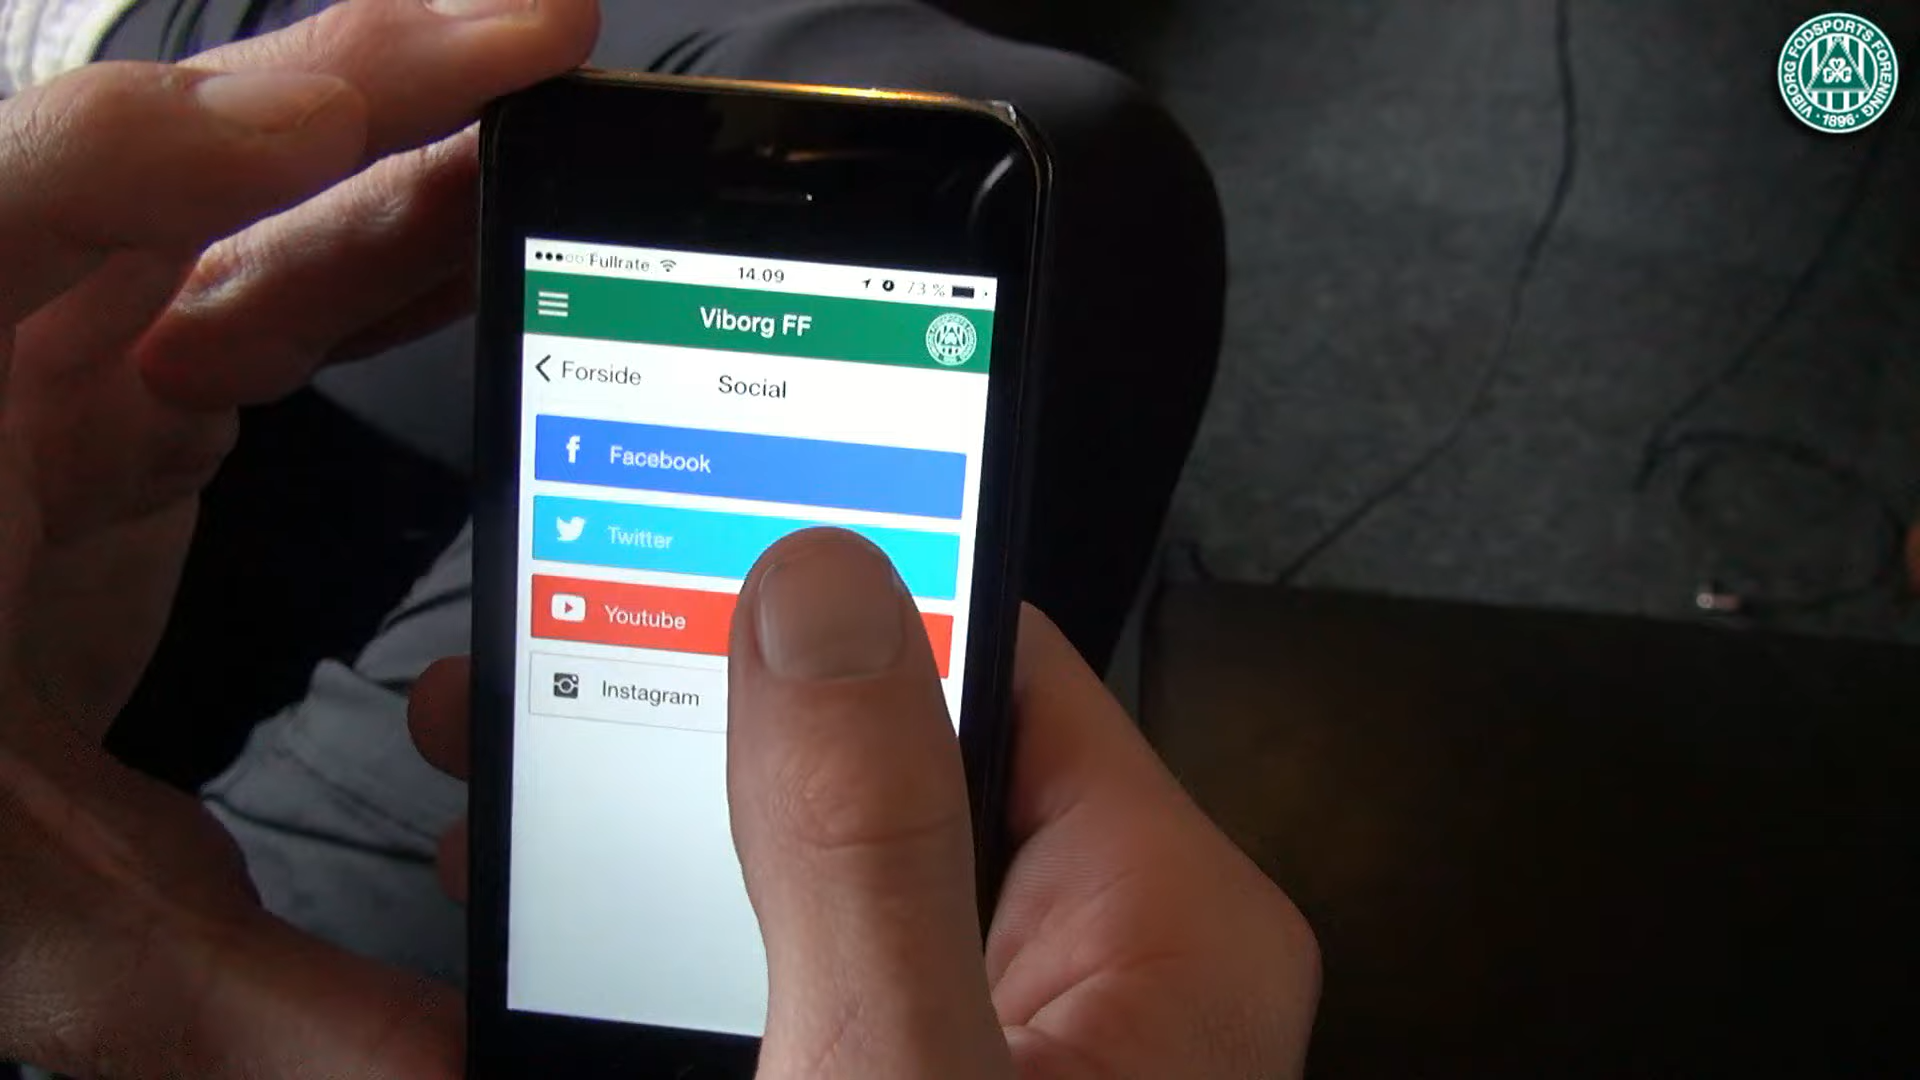 VIBORG FODSPORTS FORENING
· 1896 ·
Fullrate 14.09 73 %
Viborg FF
Forside Social
Facebook
Twitter
Youtube
Instagram